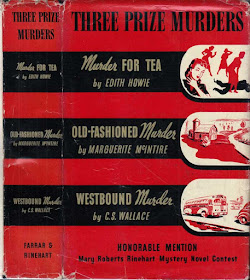 THREE PRIZE
MURDERS
Murder FOR TEA
by EDITH HOWIE
OLD-FASHIONED Murder
by MARGUERITE McINTIRE
WESTBOUND Murder
by C.S. WALLACE
FARRAR &
RINEHART
THREE PRIZE MURDERS
Murder FOR TEA
by EDITH HOWIE
OLD-FASHIONED Murder
by MARGUERITE McINTIRE
WESTBOUND Murder
by C.S. WALLACE
HONORABLE MENTION
Mary Roberts Rinehart Mystery Novel Contest